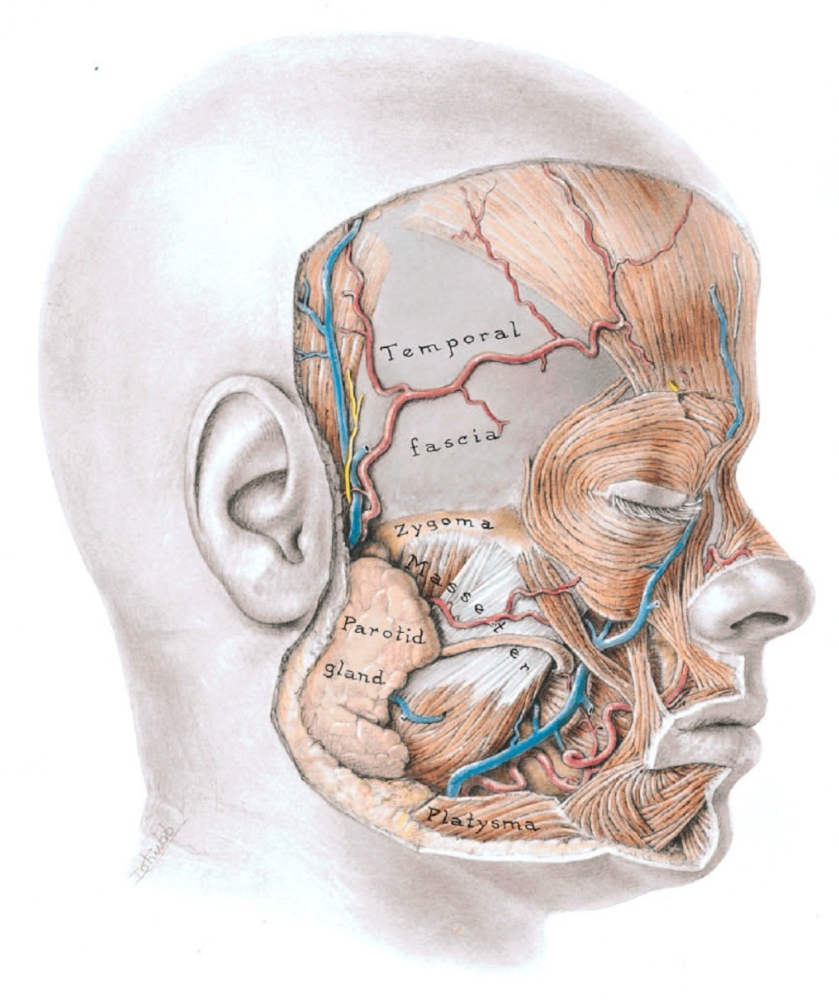 Temporal
fascia
Zygoma
Masseter
Parotid
gland
Platysma